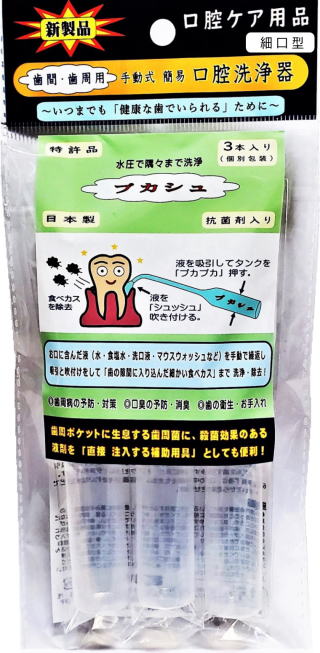 新製品
口腔ケア用品
細口型
歯間・歯周用 手動式 簡易 口腔洗浄器
～いつまでも「健康な歯でいられる」ために～
特許品
3本入り
(個別包装)
水圧で隅々まで洗浄
ブカシュ
日本製
抗菌剤入り
液を吸引してタンクを
「ブカブカ」押す。
食べカス
を除去
液を
「シュッシュ」
吹き付ける。
ブカシュ
お口に含んだ液（水・食塩水・洗口液・マウスウォッシュなど）を手動で繰返し
吸引と吹付けをして「歯の隙間に入り込んだ細かい食べカス」まで 洗浄・除去！
◎歯周病の予防・対策 ◎口臭の予防・消臭 ◎歯の衛生・お手入れ
歯周ポケットに生息する歯周菌に、殺菌効果のある
液剤を「直接 注入する補助用具」としても便利！